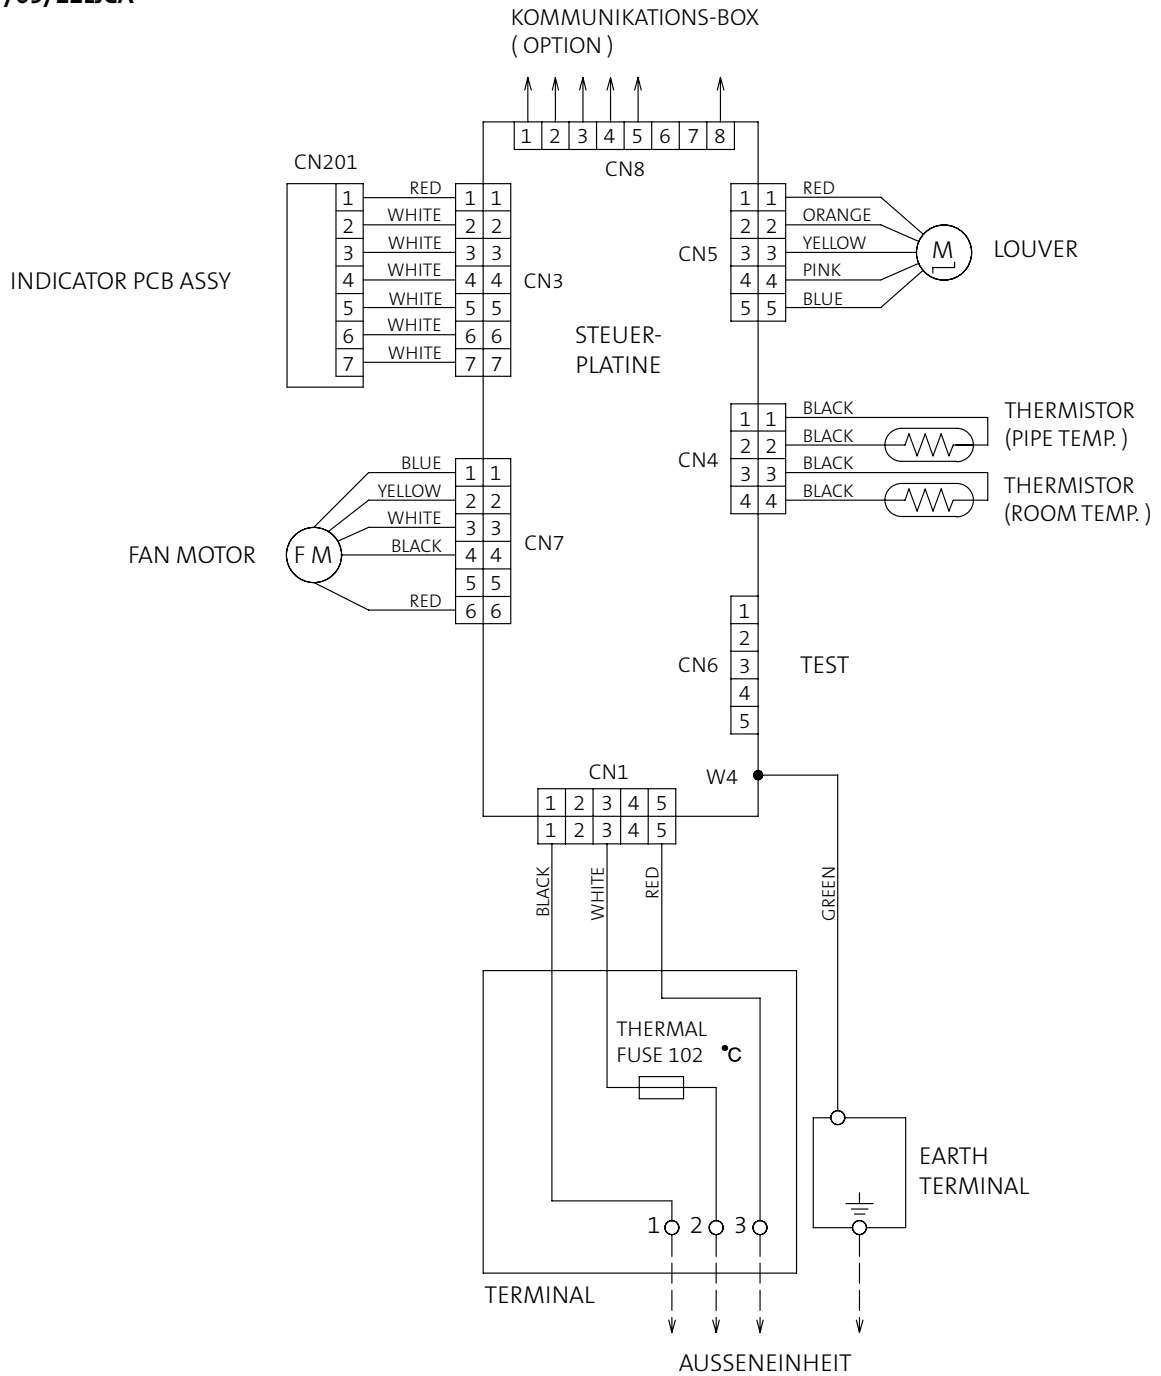 KOMMUNIKATIONS-BOX
( OPTION )
1 2 3 4 5 6 7 8
CN8
CN201
INDICATOR PCB ASSY
1 RED 1 1
2 WHITE 2 2
3 WHITE 3 3
4 WHITE 4 4
5 WHITE 5 5
6 WHITE 6 6
7 WHITE 7 7
CN3
STEUER-
PLATINE
CN5
1 1 RED
2 2 ORANGE
3 3 YELLOW
4 4 PINK
5 5 BLUE
M
LOUVER
CN4
1 1 BLACK
2 2 BLACK
3 3 BLACK
4 4 BLACK
THERMISTOR
(PIPE TEMP. )
THERMISTOR
(ROOM TEMP. )
FAN MOTOR
F M
BLUE 1 1
YELLOW 2 2
WHITE 3 3
BLACK 4 4
5 5
RED 6 6
CN7
CN6
1
2
3
4
5
TEST
CN1
W4
1 2 3 4 5
1 2 3 4 5
BLACK
WHITE
RED
GREEN
THERMAL
FUSE 102 °C
EARTH
TERMINAL
1 2 3
TERMINAL
AUSSENEINHEIT